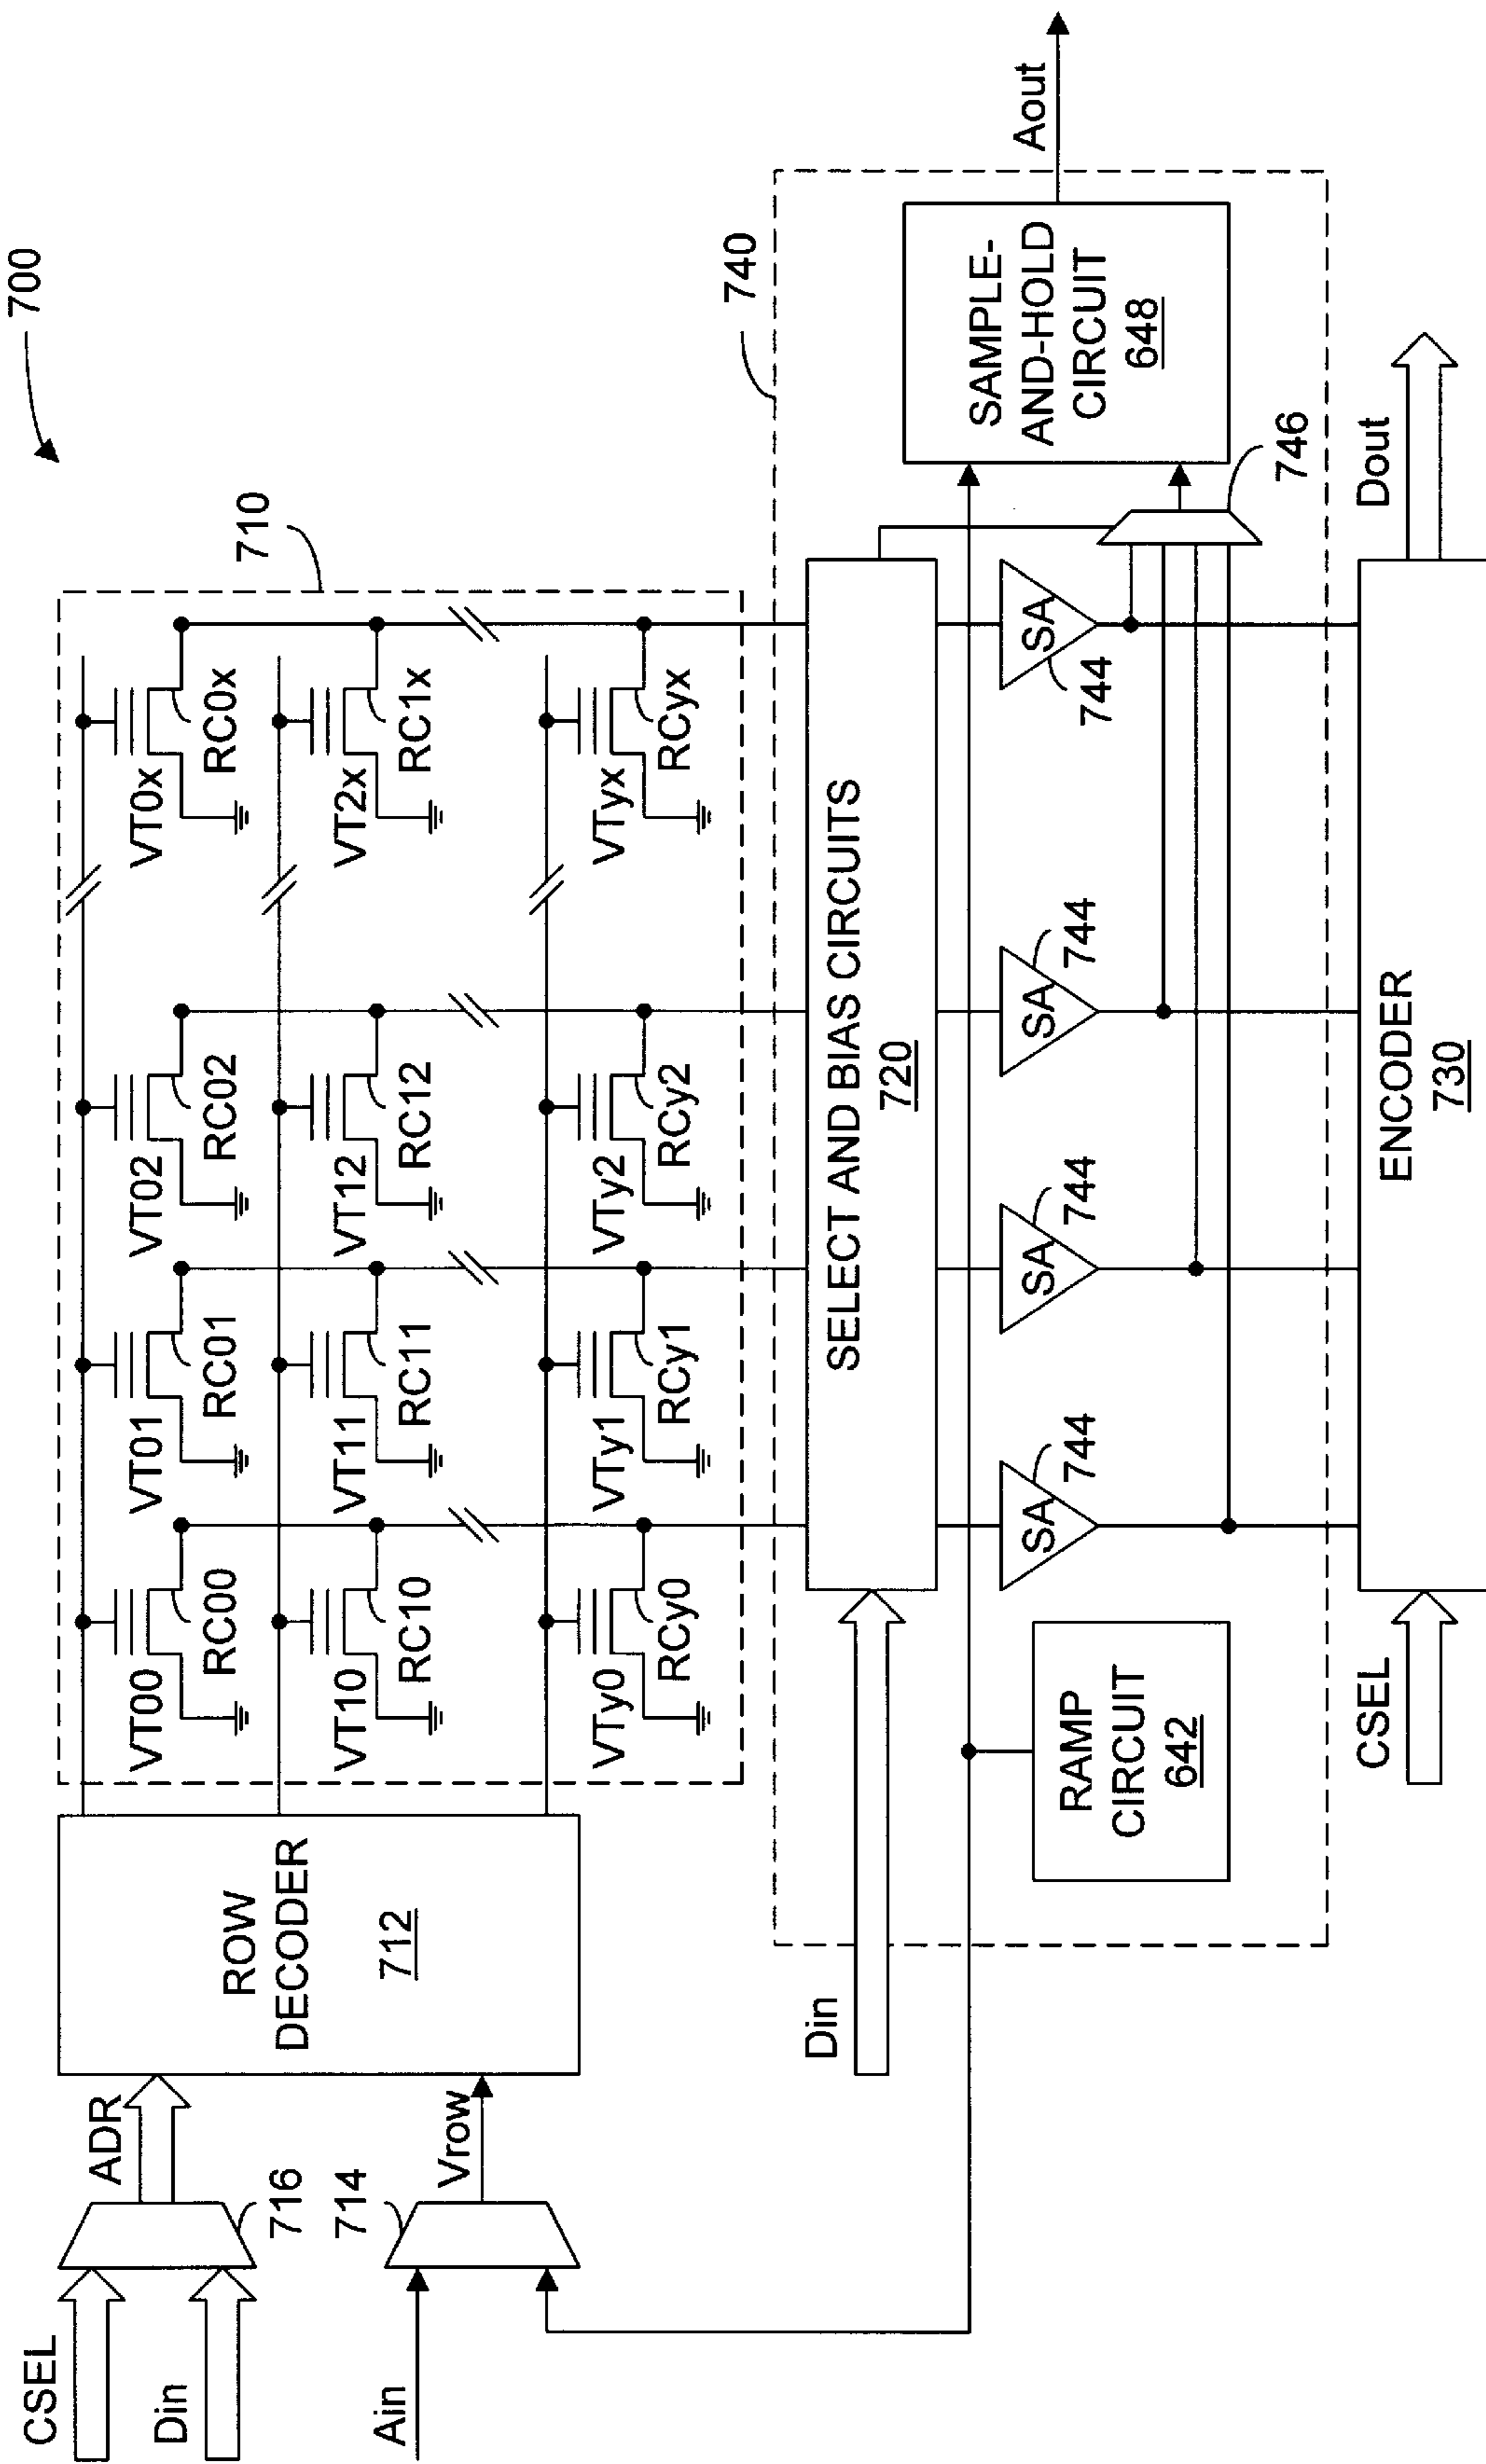 700
710
CSEL
Din
ADR
716
Ain
714
Vrow
ROW
DECODER
712
VT00
RC00
VT01
RC01
VT02
RC02
VT0x
RC0x
VT10
RC10
VT11
RC11
VT12
RC12
VT2x
RC1x
VTy0
RCy0
VTy1
RCy1
VTy2
RCy2
VTyx
RCyx
740
Din
SELECT AND BIAS CIRCUITS
720
RAMP
CIRCUIT
642
SA
744
SA
744
SA
744
SA
744
746
SAMPLE-
AND-HOLD
CIRCUIT
648
Aout
CSEL
ENCODER
730
Dout